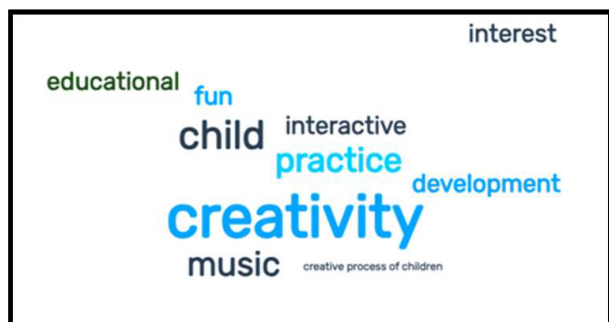 interest
educational
fun
child interactive
practice
development
creativity
music creative process of children